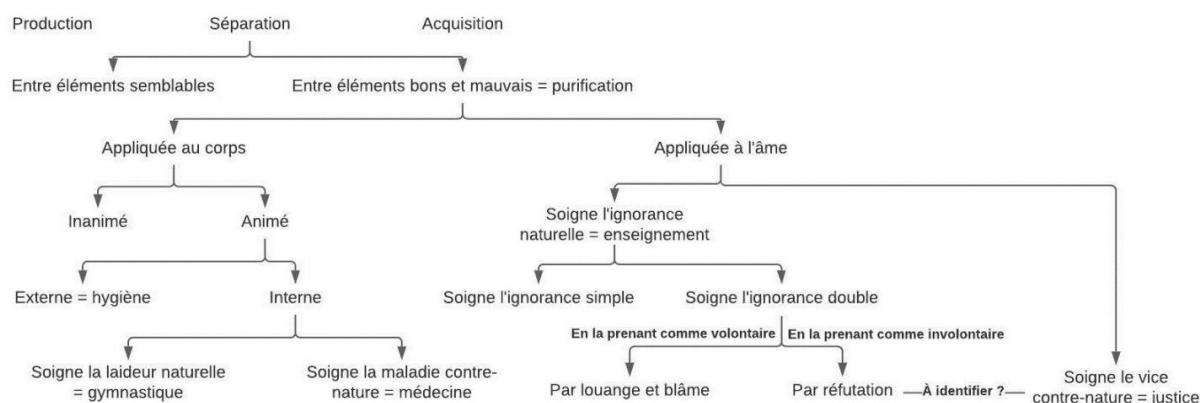 Production
Séparation
Acquisition
Entre éléments semblables
Entre éléments bons et mauvais = purification
Appliquée au corps
Appliquée à l'âme
Inanimé
Animé
Soigne l'ignorance
naturelle = enseignement
Externe = hygiène
Interne
Soigne l'ignorance simple
Soigne l'ignorance double
En la prenant comme volontaire
En la prenant comme involontaire
Soigne la laideur naturelle
= gymnastique
Soigne la maladie contre-
nature = médecine
Par louange et blâme
Par réfutation
À identifier ?
Soigne le vice
contre-nature = justice